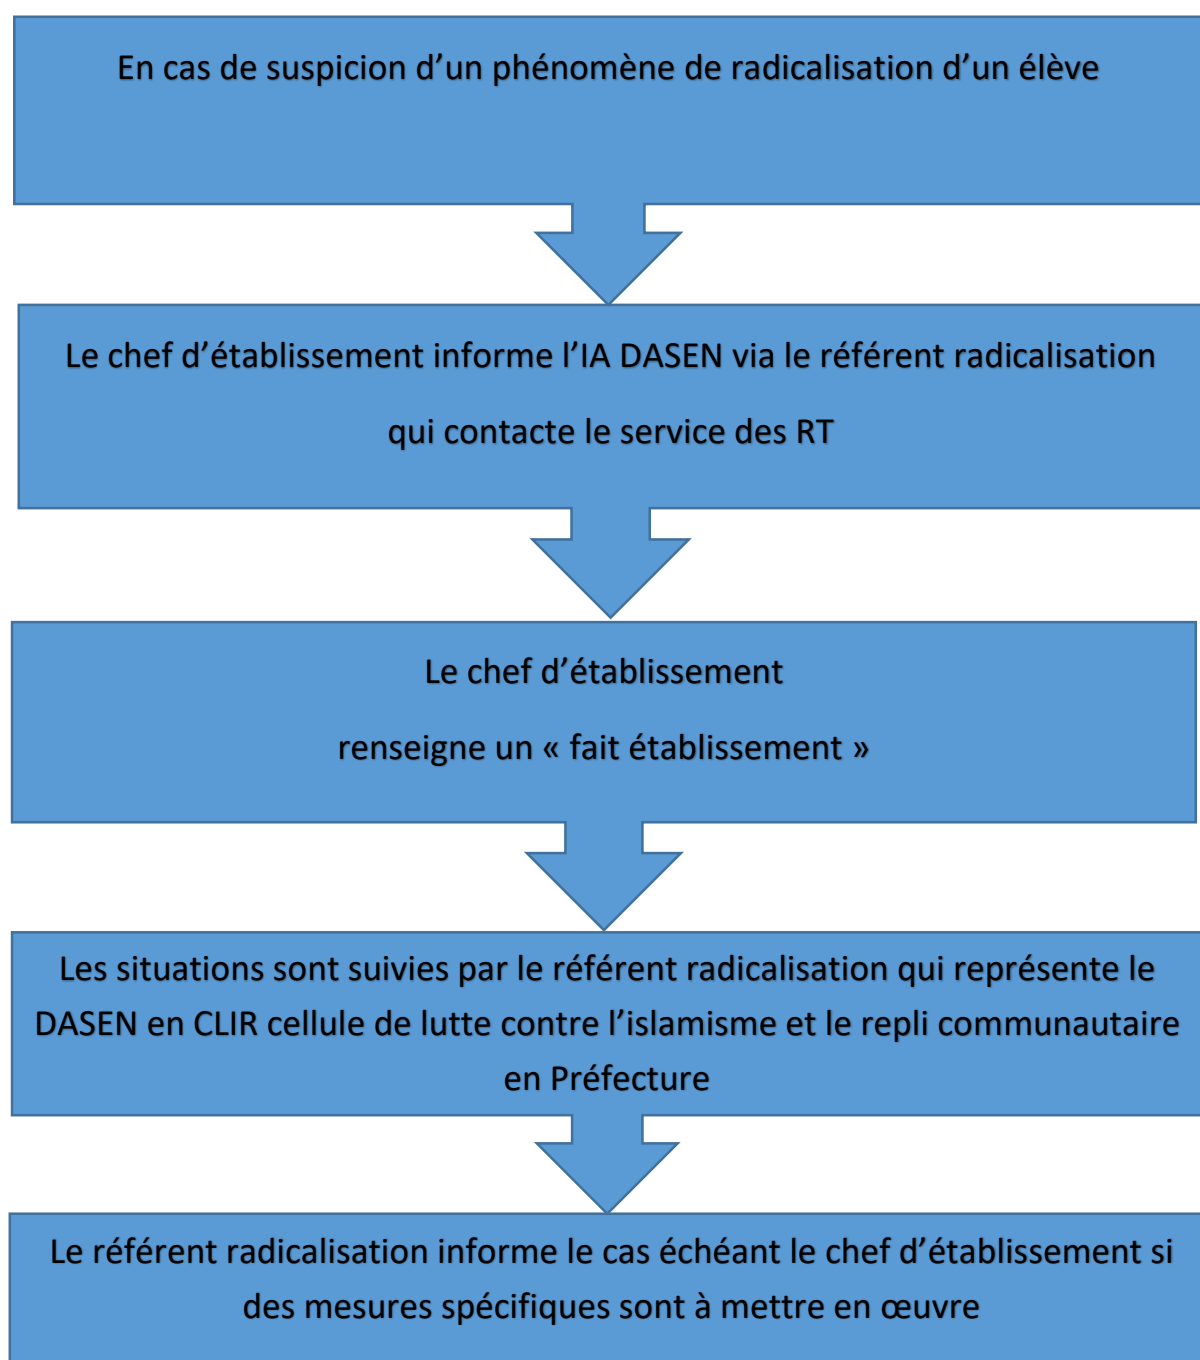 En cas de suspicion d’un phénomène de radicalisation d’un élève
Le chef d’établissement informe l’IA DASEN via le référent radicalisation
qui contacte le service des RT
Le chef d’établissement
renseigne un « fait établissement »
Les situations sont suivies par le référent radicalisation qui représente le
DASEN en CLIR cellule de lutte contre l’islamisme et le repli communautaire
en Préfecture
Le référent radicalisation informe le cas échéant le chef d’établissement si
des mesures spécifiques sont à mettre en œuvre